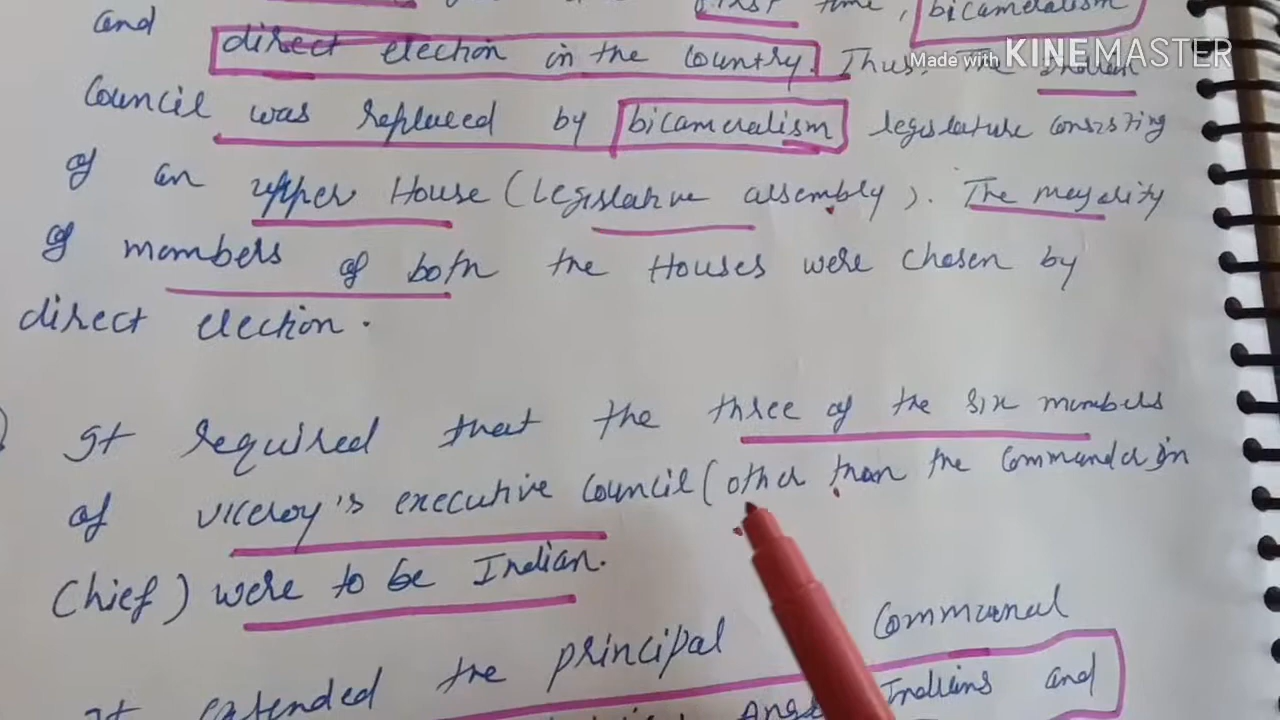 time, bicameralism
and direct election in the country. Thus. The Indian
Made with KINEMASTER
Council was replaced by bicameralism legislature consisting
of an upper House (Legislative assembly). The majority
of members of both the Houses were chosen by
direct election.
It required that the three of the six members
of viceroy's executive Council (other than the Commander in
Chief) were to be Indian.
It extended the principal Communal
Indians and